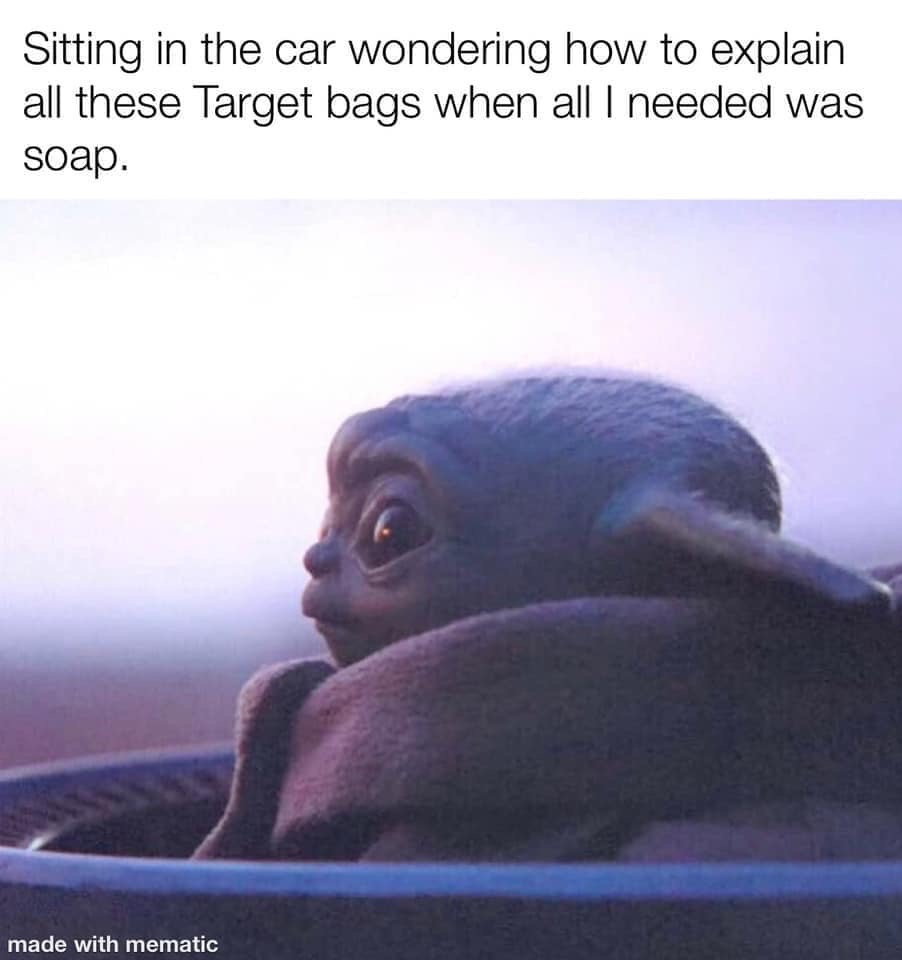 Sitting in the car wondering how to explain
all these Target bags when all I needed was
soap.
made with mematic